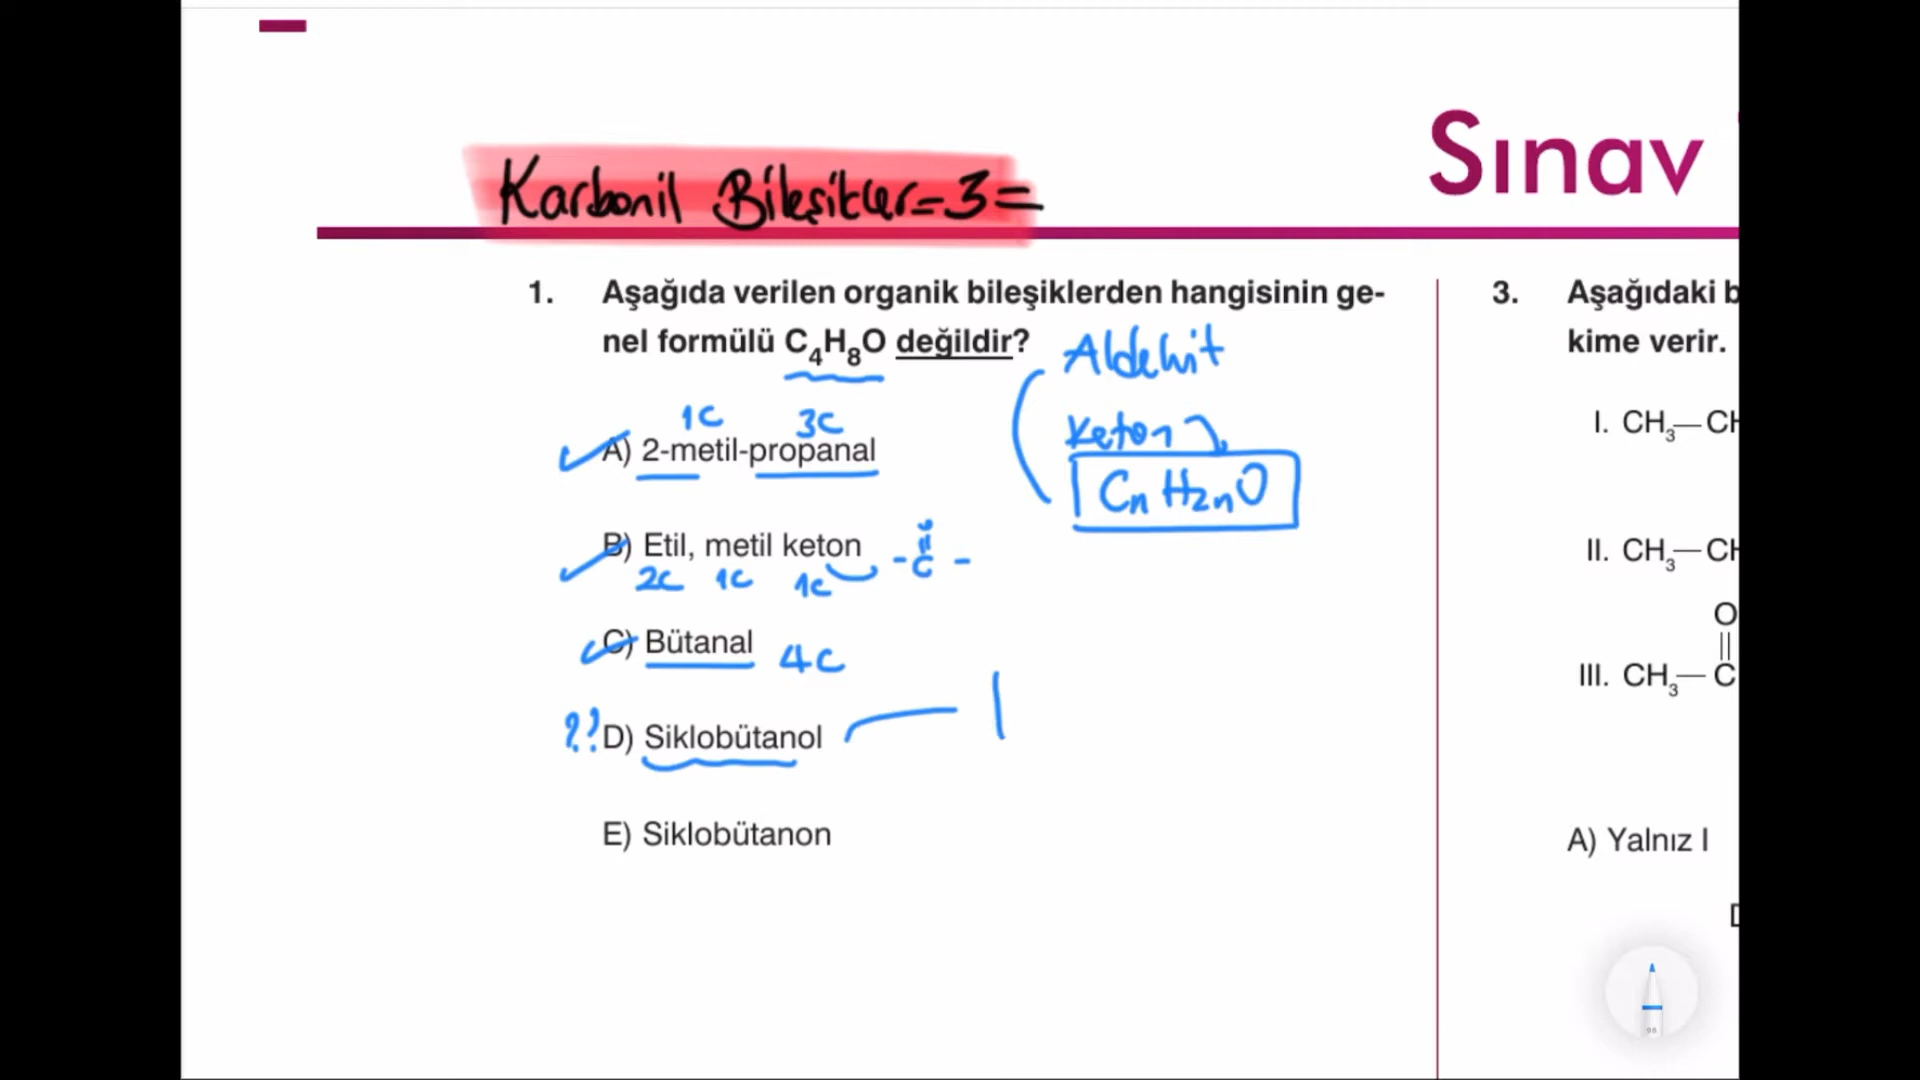 Sınav
Karbonil Bileşikler-3=
1. Aşağıda verilen organik bileşiklerden hangisinin ge-
nel formülü C₄H₈O değildir?
Aldehit
Keton
CnH2nO
1C 3C
A) 2-metil-propanal
B) Etil, metil keton -C- O
2C 1C 1C
C) Bütanal 4C
?? D) Siklobütanol
E) Siklobütanon
3. Aşağıdaki b
kime verir.
I. CH₃—CH
II. CH₃—CH
O
III. CH₃—C
A) Yalnız I
98